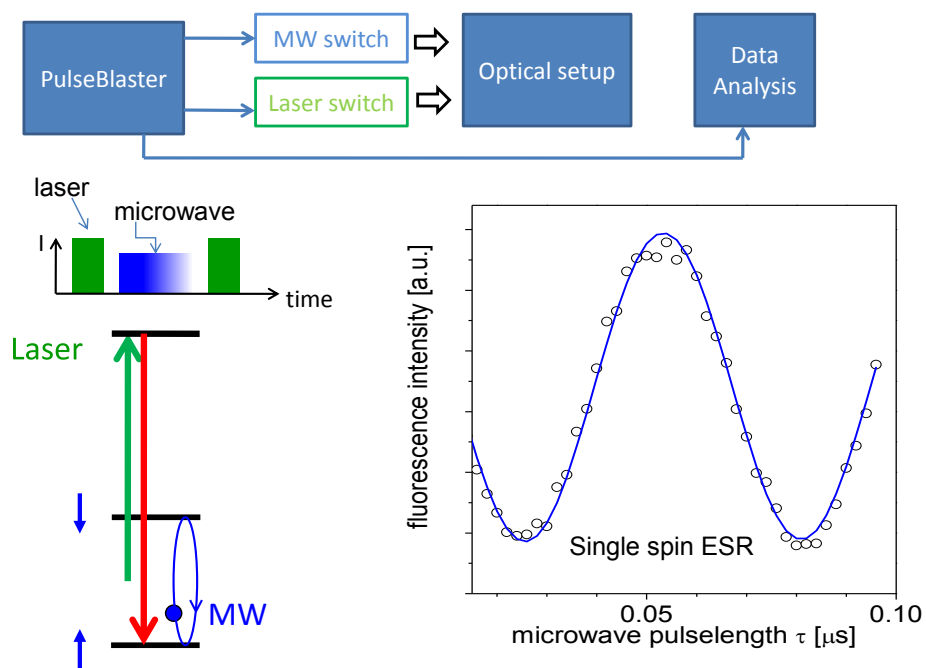 PulseBlaster
MW switch
Laser switch
Optical setup
Data
Analysis
laser
microwave
I
time
Laser
MW
fluorescence intensity [a.u.]
Single spin ESR
0.05
0.10
microwave pulselength τ [μs]